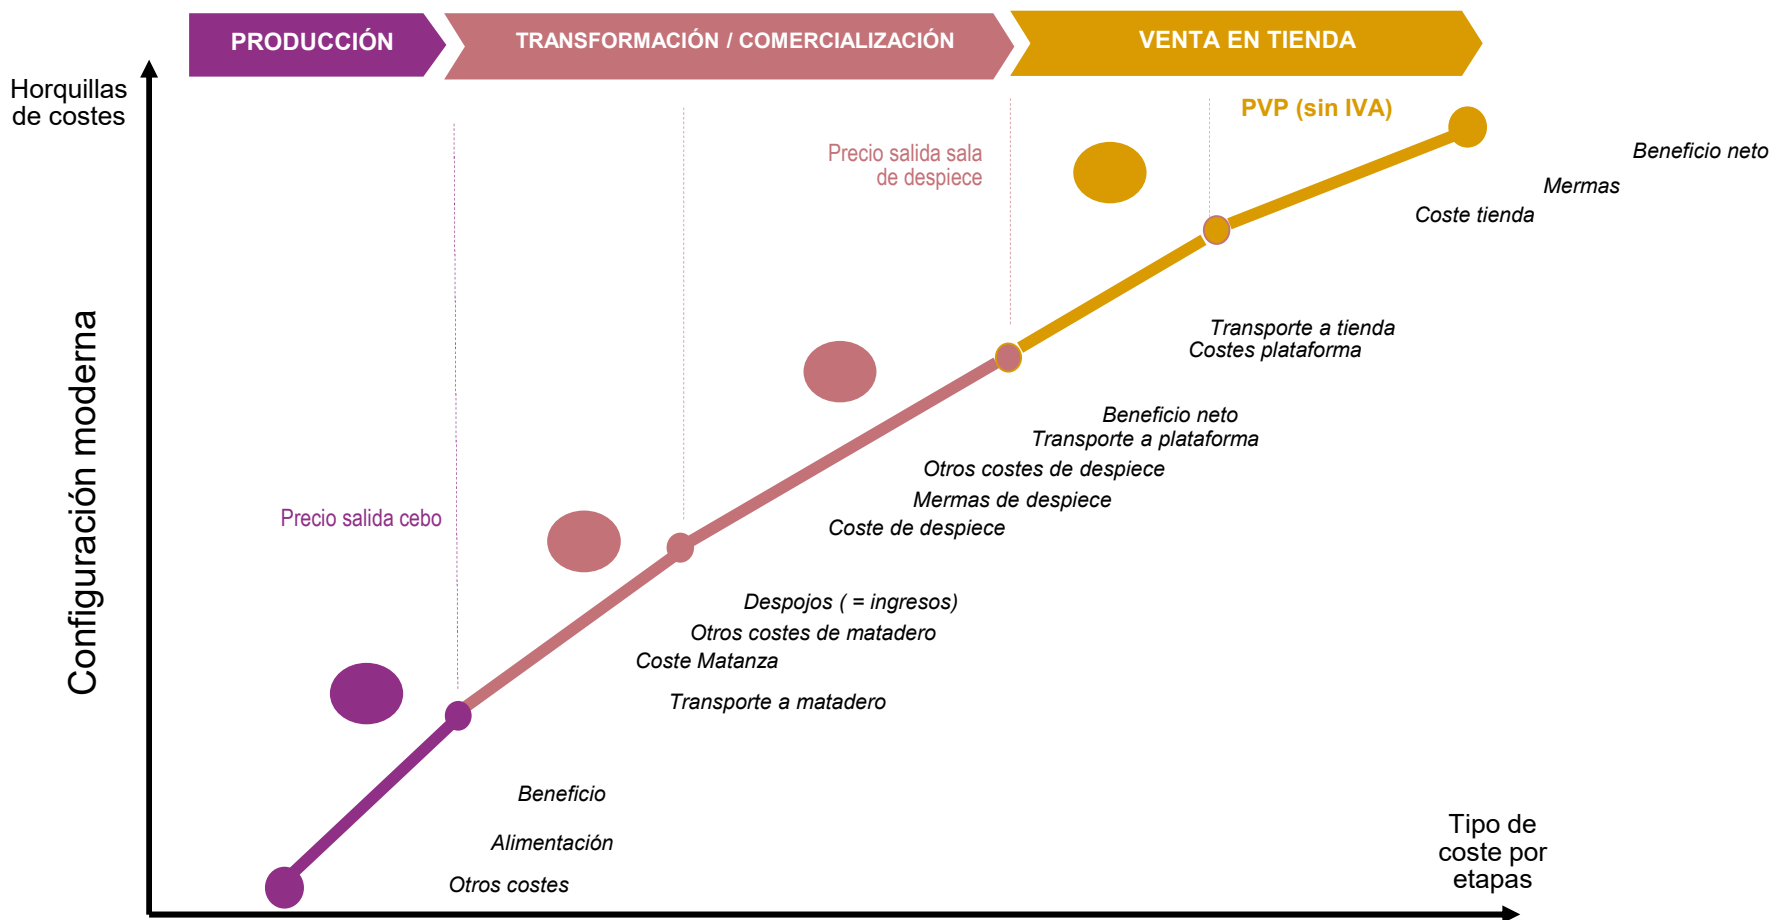 PRODUCCIÓN
TRANSFORMACIÓN / COMERCIALIZACIÓN
VENTA EN TIENDA
Horquillas
de costes
PVP (sin IVA)
Precio salida sala
de despiece
Beneficio neto
Mermas
Coste tienda
Transporte a tienda
Costes plataforma
Beneficio neto
Transporte a plataforma
Otros costes de despiece
Mermas de despiece
Coste de despiece
Precio salida cebo
Configuración moderna
Despojos ( = ingresos)
Otros costes de matadero
Coste Matanza
Transporte a matadero
Beneficio
Alimentación
Otros costes
Tipo de
coste por
etapas